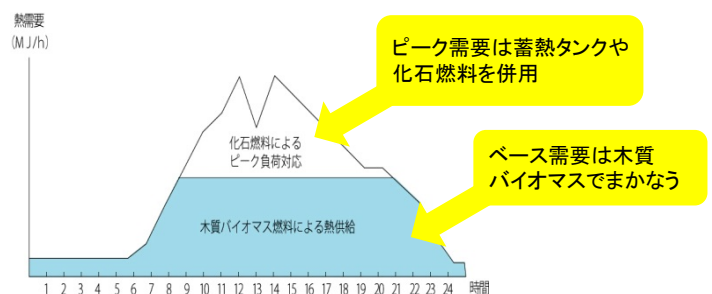 熱需要
(MJ/h)
ピーク需要は蓄熱タンクや
化石燃料を併用
化石燃料による
ピーク負荷対応
ベース需要は木質
バイオマスでまかなう
木質バイオマス燃料による熱供給
1 2 3 4 5 6 7 8 9 10 11 12 13 14 15 16 17 18 19 20 21 22 23 24 時間